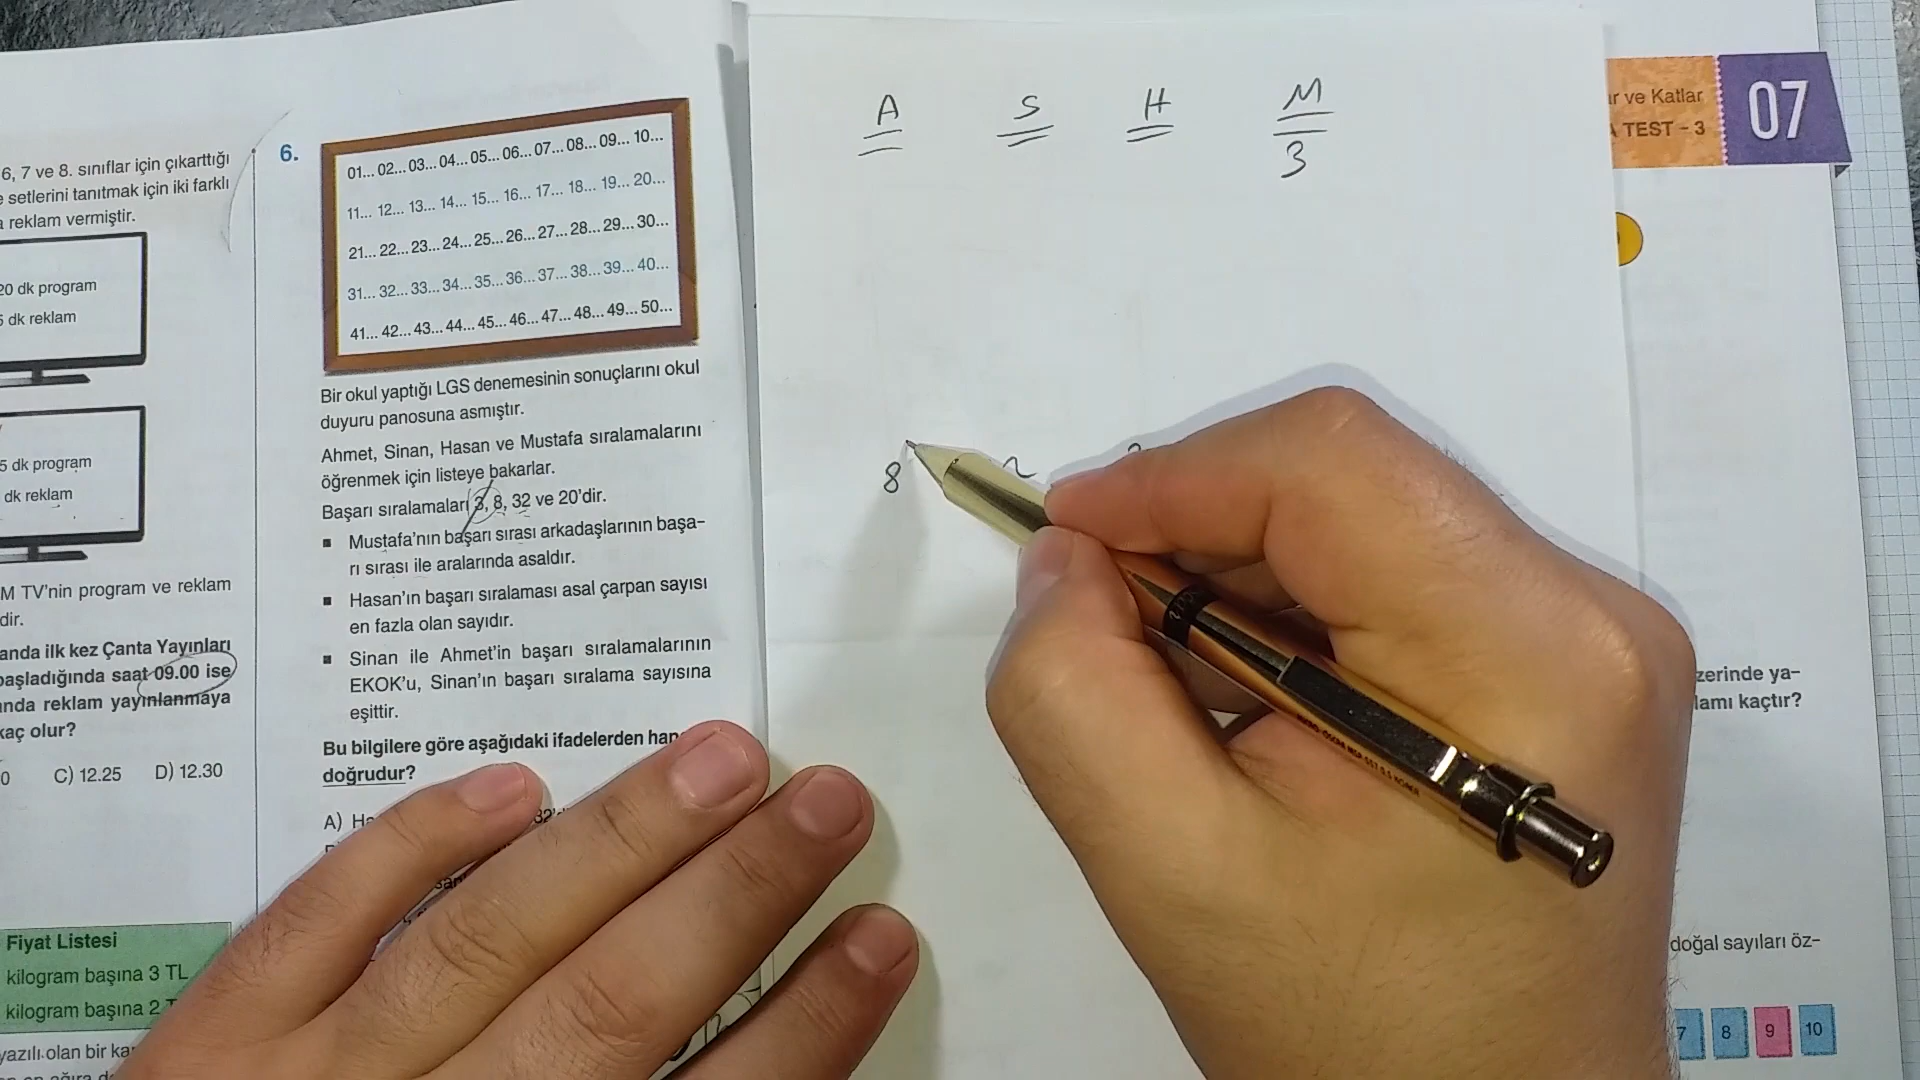 6, 7 ve 8. sınıflar için çıkarttığı
setlerini tanıtmak için iki farklı
reklam vermiştir.
20 dk program
dk reklam
5 dk program
dk reklam
M TV'nin program ve reklam
dir.
anda ilk kez Çanta Yayınları
başladığında saat 09.00 ise
anda reklam yayınlanmaya
kaç olur?
0 C) 12.25 D) 12.30
Fiyat Listesi
kilogram başına 3 TL
kilogram başına 2 T
yazılı olan bir ka
6.
01... 02... 03... 04... 05... 06... 07... 08... 09... 10...
11... 12... 13... 14... 15... 16... 17... 18... 19... 20...
21... 22... 23... 24... 25... 26... 27... 28... 29... 30...
31... 32... 33... 34... 35... 36... 37... 38... 39... 40...
41... 42... 43... 44... 45... 46... 47... 48... 49... 50...
Bir okul yaptığı LGS denemesinin sonuçlarını okul
duyuru panosuna asmıştır.
Ahmet, Sinan, Hasan ve Mustafa sıralamalarını
öğrenmek için listeye bakarlar.
Başarı sıralamaları 3, 8, 32 ve 20'dir.
▪ Mustafa'nın başarı sırası arkadaşlarının başa-
rı sırası ile aralarında asaldır.
▪ Hasan'ın başarı sıralaması asal çarpan sayısı
en fazla olan sayıdır.
▪ Sinan ile Ahmet'in başarı sıralamalarının
EKOK'u, Sinan'ın başarı sıralama sayısına
eşittir.
Bu bilgilere göre aşağıdaki ifadelerden han
doğrudur?
A) Ha
A S H M
3
8
r ve Katlar
TEST - 3
07
zerinde ya-
lamı kaçtır?
doğal sayıları öz-
7 8 9 10